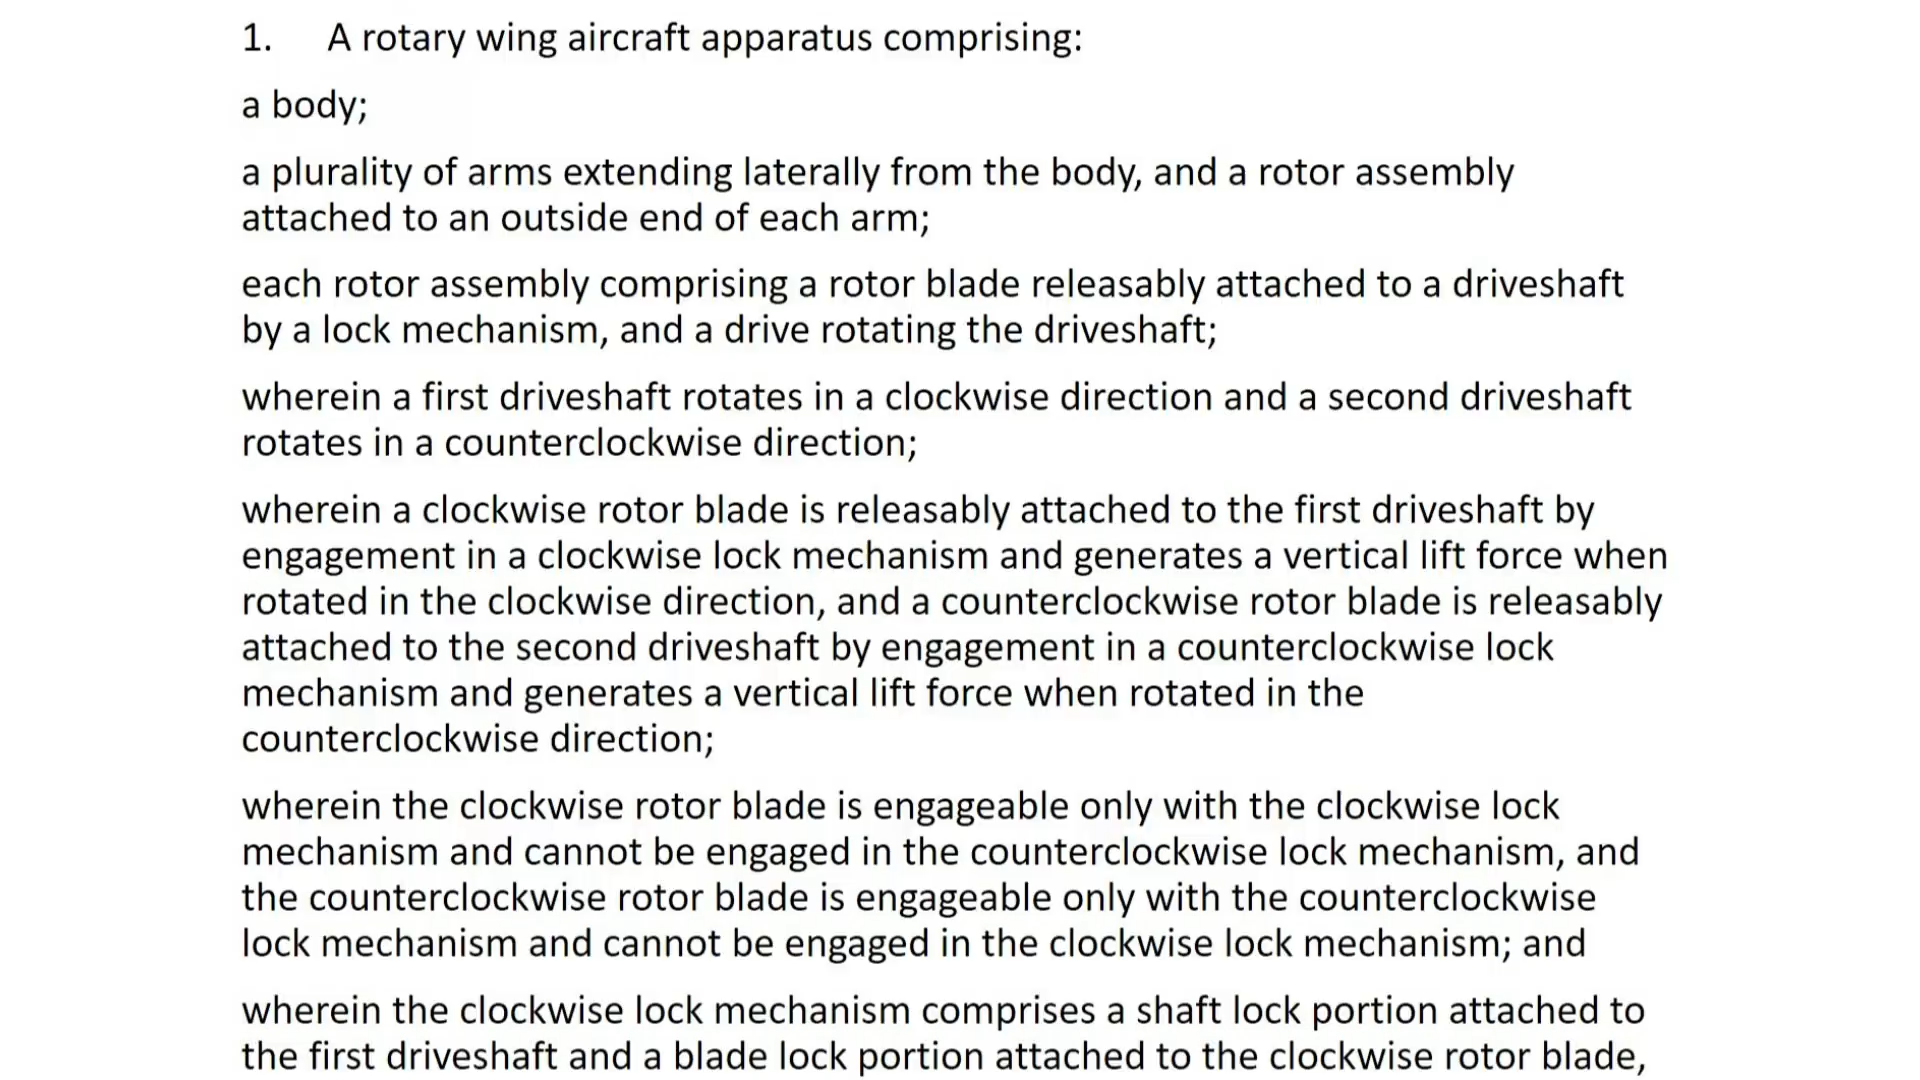 1. A rotary wing aircraft apparatus comprising:
a body;
a plurality of arms extending laterally from the body, and a rotor assembly
attached to an outside end of each arm;
each rotor assembly comprising a rotor blade releasably attached to a driveshaft
by a lock mechanism, and a drive rotating the driveshaft;
wherein a first driveshaft rotates in a clockwise direction and a second driveshaft
rotates in a counterclockwise direction;
wherein a clockwise rotor blade is releasably attached to the first driveshaft by
engagement in a clockwise lock mechanism and generates a vertical lift force when
rotated in the clockwise direction, and a counterclockwise rotor blade is releasably
attached to the second driveshaft by engagement in a counterclockwise lock
mechanism and generates a vertical lift force when rotated in the
counterclockwise direction;
wherein the clockwise rotor blade is engageable only with the clockwise lock
mechanism and cannot be engaged in the counterclockwise lock mechanism, and
the counterclockwise rotor blade is engageable only with the counterclockwise
lock mechanism and cannot be engaged in the clockwise lock mechanism; and
wherein the clockwise lock mechanism comprises a shaft lock portion attached to
the first driveshaft and a blade lock portion attached to the clockwise rotor blade,